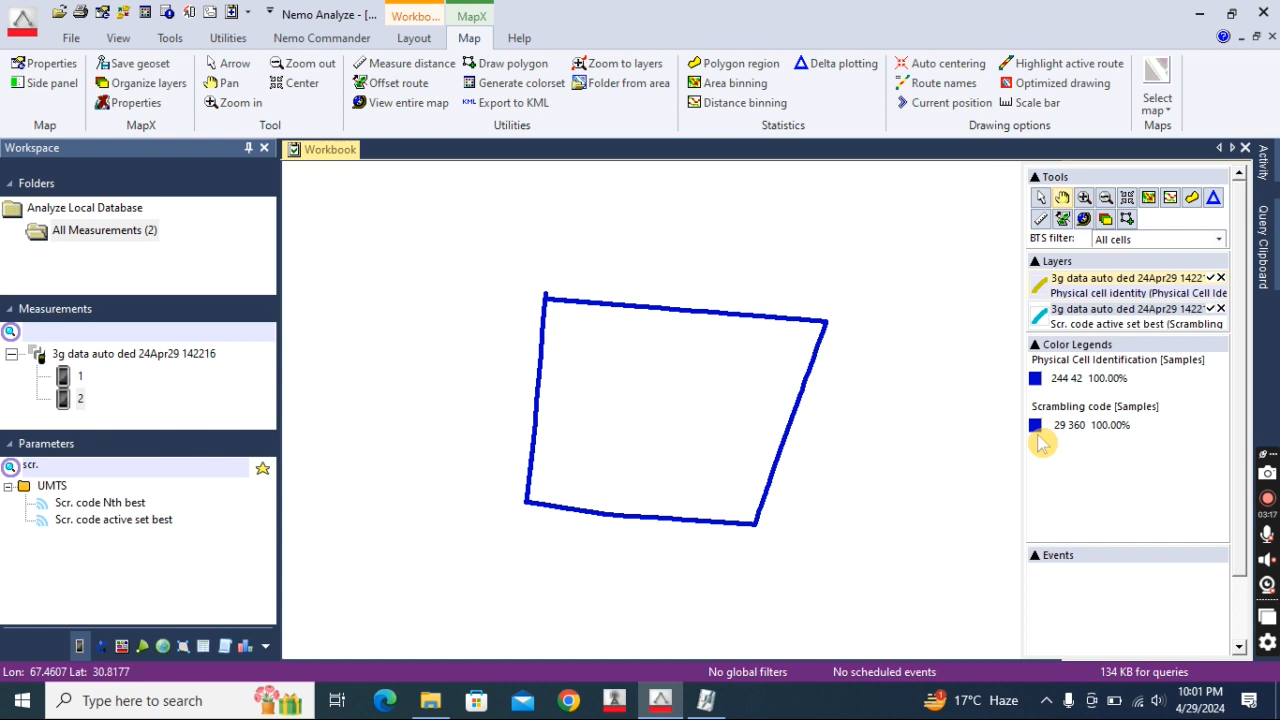 Nemo Analyze - [...
Workbo...
MapX
File
View
Tools
Utilities
Nemo Commander
Layout
Map
Help
Properties
Save geoset
Arrow
Zoom out
Measure distance
Draw polygon
Zoom to layers
Polygon region
Delta plotting
Auto centering
Highlight active route
Side panel
Organize layers
Pan
Center
Offset route
Generate colorset
Folder from area
Area binning
Route names
Optimized drawing
Select map
Properties
Zoom in
View entire map
KML Export to KML
Distance binning
Current position
Scale bar
Map
MapX
Tool
Utilities
Statistics
Drawing options
Maps
Workspace
Workbook
Activity
Query Clipboard
Folders
Analyze Local Database
All Measurements (2)
Measurements
3g data auto ded 24Apr29 142216
1
2
Parameters
scr.
UMTS
Scr. code Nth best
Scr. code active set best
Tools
BTS filter: All cells
Layers
3g data auto ded 24Apr29 1422
Physical cell identity (Physical Cell Ide
3g data auto ded 24Apr29 1422
Scr. code active set best (Scrambling
Color Legends
Physical Cell Identification [Samples]
244 42 100.00%
Scrambling code [Samples]
29 360 100.00%
Events
03:17
Lon: 67.4607 Lat: 30.8177
No global filters
No scheduled events
134 KB for queries
Type here to search
17°C Haze
10:01 PM
4/29/2024